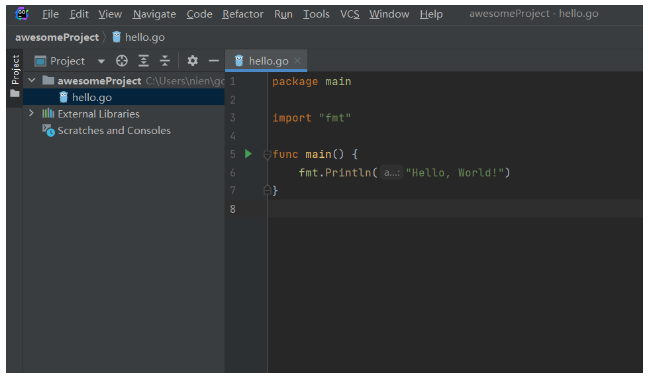 GO File Edit View Navigate Code Refactor Run Tools VCS Window Help awesomeProject - hello.go
awesomeProject hello.go
Project
Project
awesomeProject C:\Users\nien\go
hello.go
External Libraries
Scratches and Consoles
hello.go
1 package main
2
3 import "fmt"
4
5 func main() {
6 fmt.Println( a...: "Hello, World!")
7 }
8